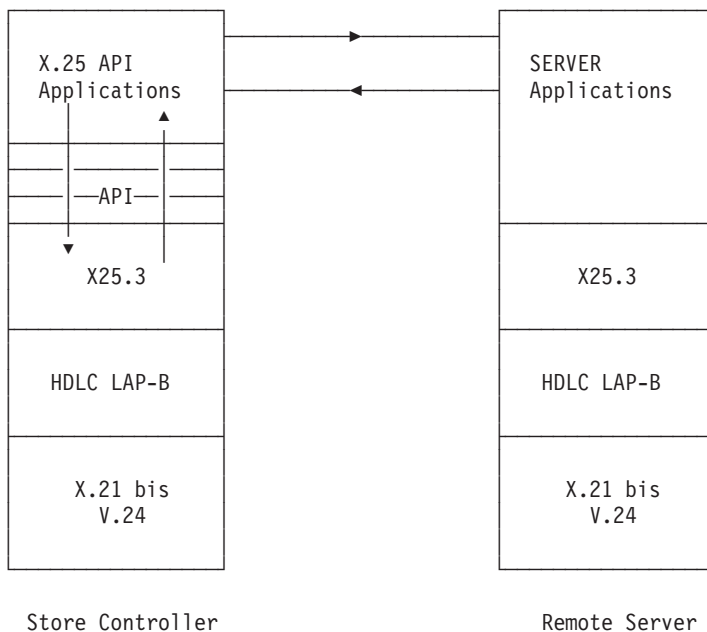 X.25 API
Applications
API
X25.3
HDLC LAP-B
X.21 bis
V.24
Store Controller
SERVER
Applications
X25.3
HDLC LAP-B
X.21 bis
V.24
Remote Server